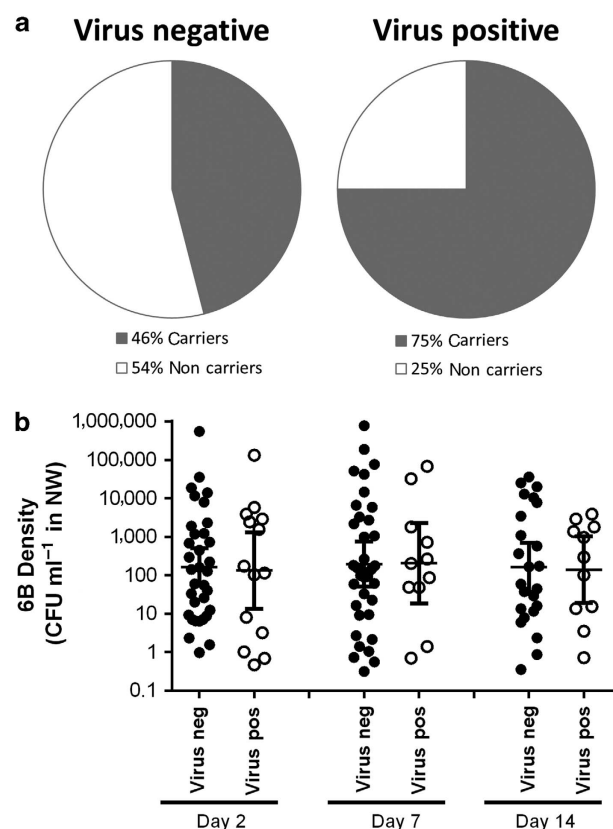 a
Virus negative
Virus positive
46% Carriers
54% Non carriers
75% Carriers
25% Non carriers
b
6B Density
(CFU ml⁻¹ in NW)
1,000,000
100,000
10,000
1,000
100
10
1
0.1
Virus neg
Virus pos
Virus neg
Virus pos
Virus neg
Virus pos
Day 2
Day 7
Day 14